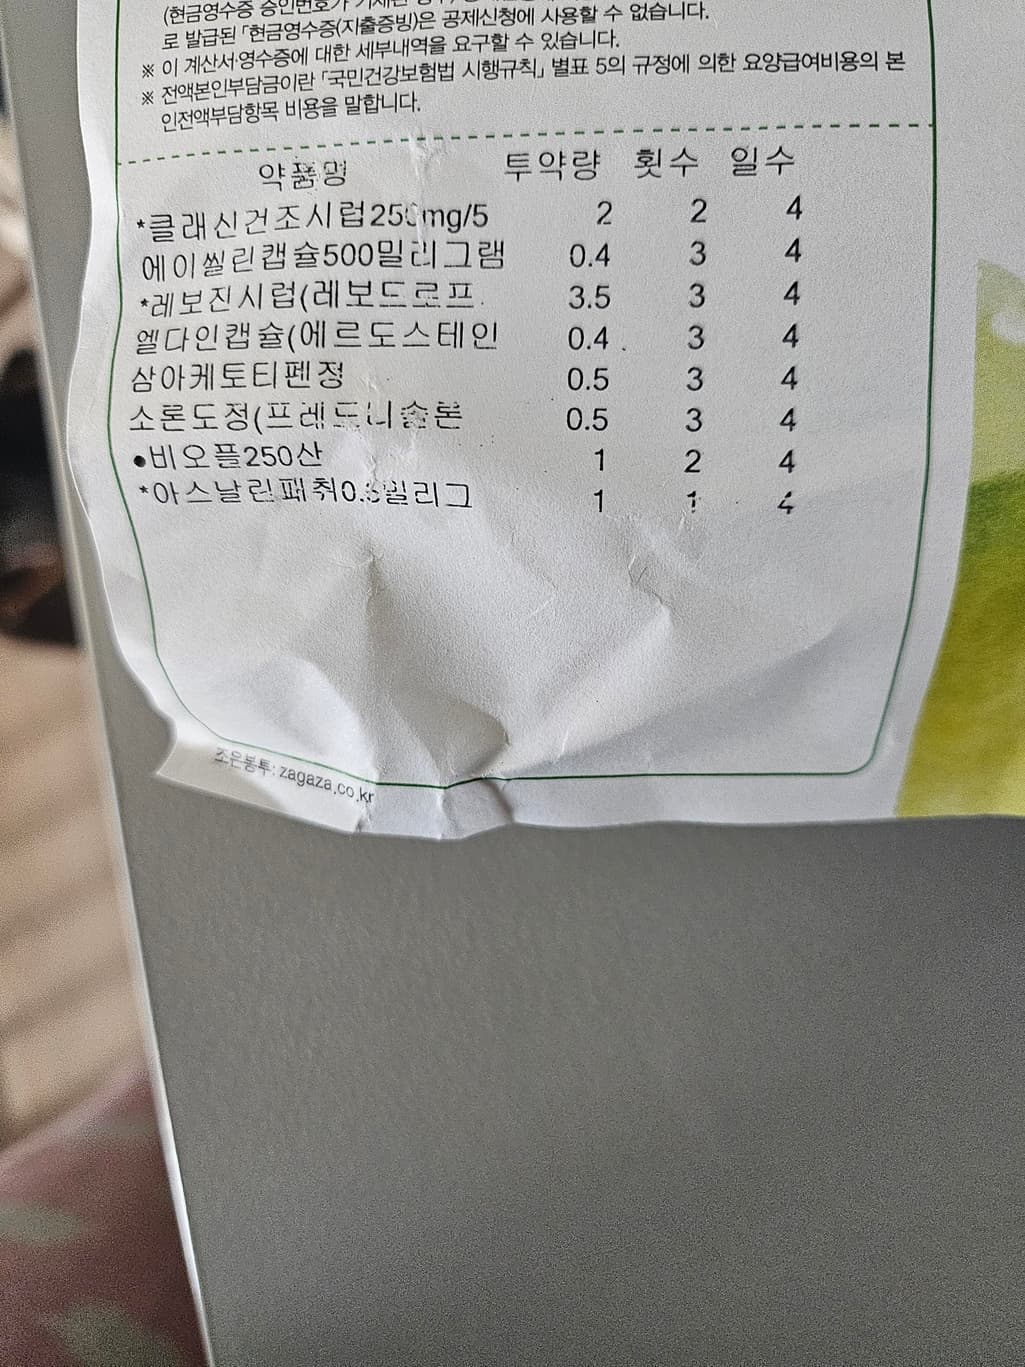 (현금영수증 승인번호가
로 발급된 「현금영수증(지출증빙)은 공제신청에 사용할 수 없습니다.
※ 이 계산서·영수증에 대한 세부내역을 요구할 수 있습니다.
※ 전액본인부담금이란 「국민건강보험법 시행규칙」 별표 5의 규정에 의한 요양급여비용의 본
인전액부담항목 비용을 말합니다.
약품명 투약량 횟수 일수
*클래신건조시럽 2 2 4
에이씰린캡슐500밀리그램 0.4 3 4
*레보진시럽(레보드로프 3.5 3 4
엘다인캡슐(에르도스테인 0.4 3 4
삼아케토티펜정 0.5 3 4
소론도정(프레드니솔론 0.5 3 4
●비오플250산 1 2 4
*아스날린패취 1 1 4
조은봉투: zagaza.co.kr